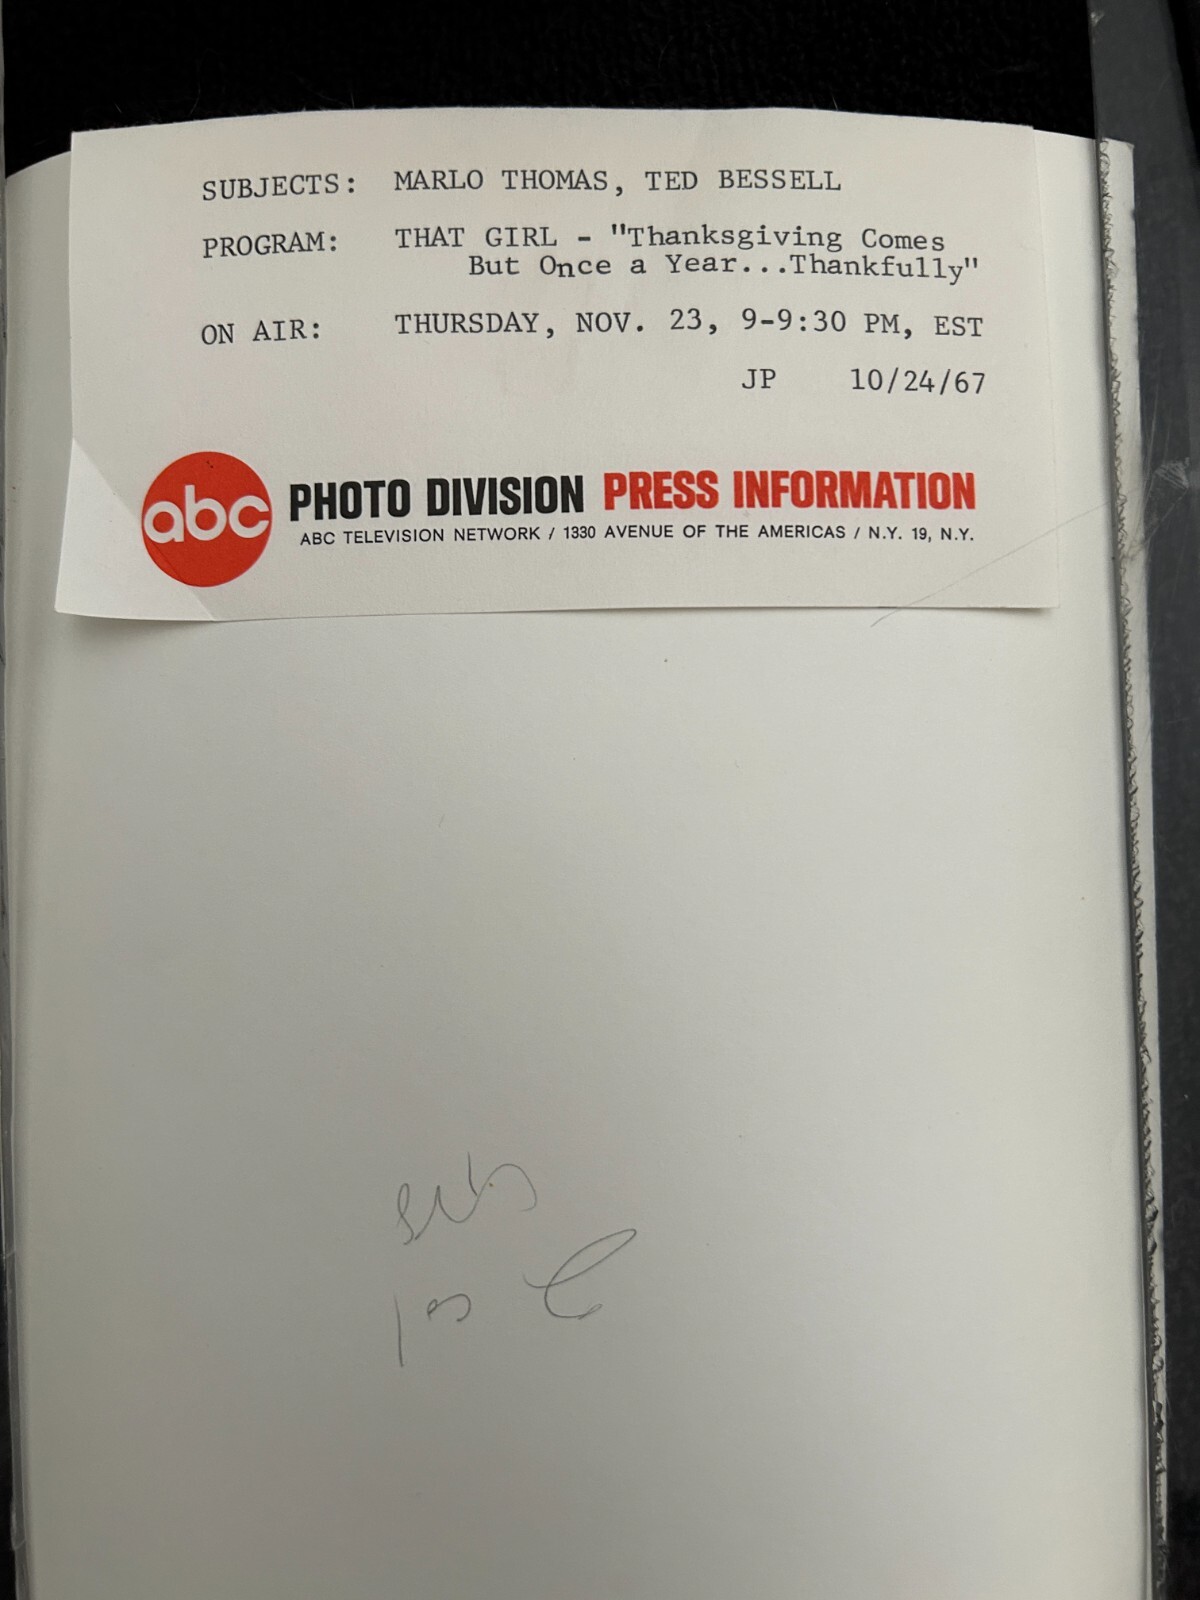 SUBJECTS: MARLO THOMAS, TED BESSELL
PROGRAM: THAT GIRL - "Thanksgiving Comes
But Once a Year...Thankfully"
ON AIR: THURSDAY, NOV. 23, 9-9:30 PM, EST
JP 10/24/67
abc PHOTO DIVISION PRESS INFORMATION
ABC TELEVISION NETWORK / 1330 AVENUE OF THE AMERICAS / N.Y. 19, N.Y.